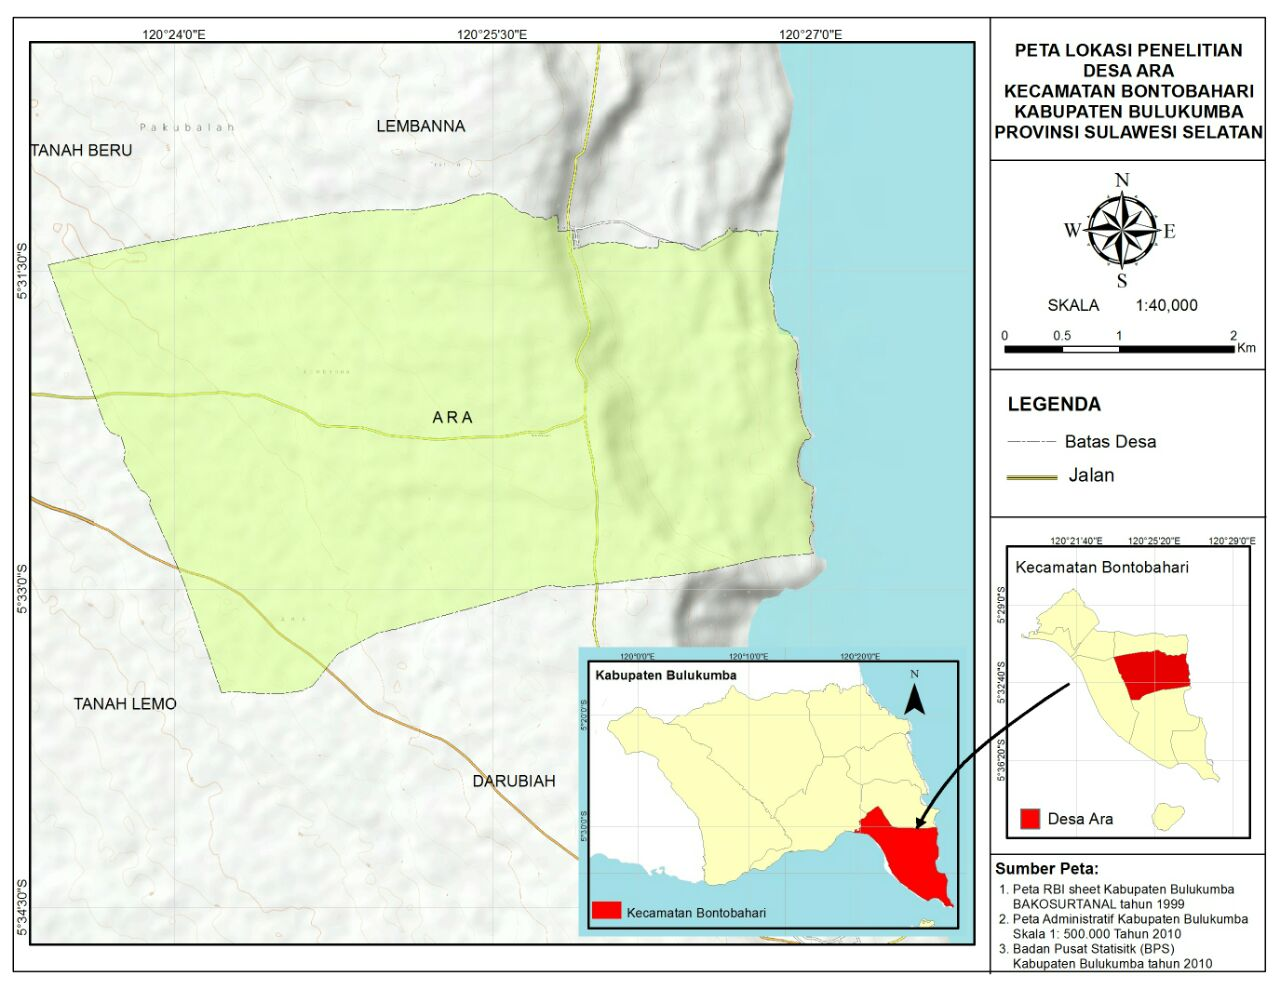 120°24'0"E
120°25'30"E
120°27'0"E
5°31'30"S
5°33'0"S
5°34'30"S
Pakubalah
LEMBANNA
TANAH BERU
A R A
TANAH LEMO
DARUBIAH
PETA LOKASI PENELITIAN
DESA ARA
KECAMATAN BONTOBAHARI
KABUPATEN BULUKUMBA
PROVINSI SULAWESI SELATAN
N
W E
S
SKALA 1:40,000
0 0.5 1 2
Km
LEGENDA
Batas Desa
Jalan
120°21'40"E 120°25'20"E 120°29'0"E
Kecamatan Bontobahari
5°29'0"S
5°32'40"S
5°36'20"S
Desa Ara
120°0'0"E 120°10'0"E 120°20'0"E
Kabupaten Bulukumba
N
5°20'0"S
5°30'0"S
Kecamatan Bontobahari
Sumber Peta:
1. Peta RBI sheet Kabupaten Bulukumba
BAKOSURTANAL tahun 1999
2. Peta Administratif Kabupaten Bulukumba
Skala 1: 500.000 Tahun 2010
3. Badan Pusat Statisitk (BPS)
Kabupaten Bulukumba tahun 2010